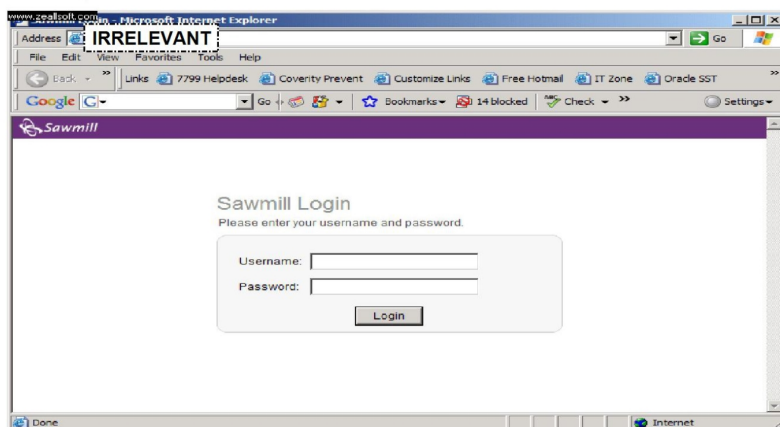 www.zeallsoft.com
in - Microsoft Internet Explorer
Address IRRELEVANT Go
File Edit View Favorites Tools Help
Back Links 7799 Helpdesk Coverity Prevent Customize Links Free Hotmail IT Zone Oracle SST
Google G Go Bookmarks 14 blocked Check Settings
Sawmill
Sawmill Login
Please enter your username and password.
Username:
Password:
Login
Done Internet